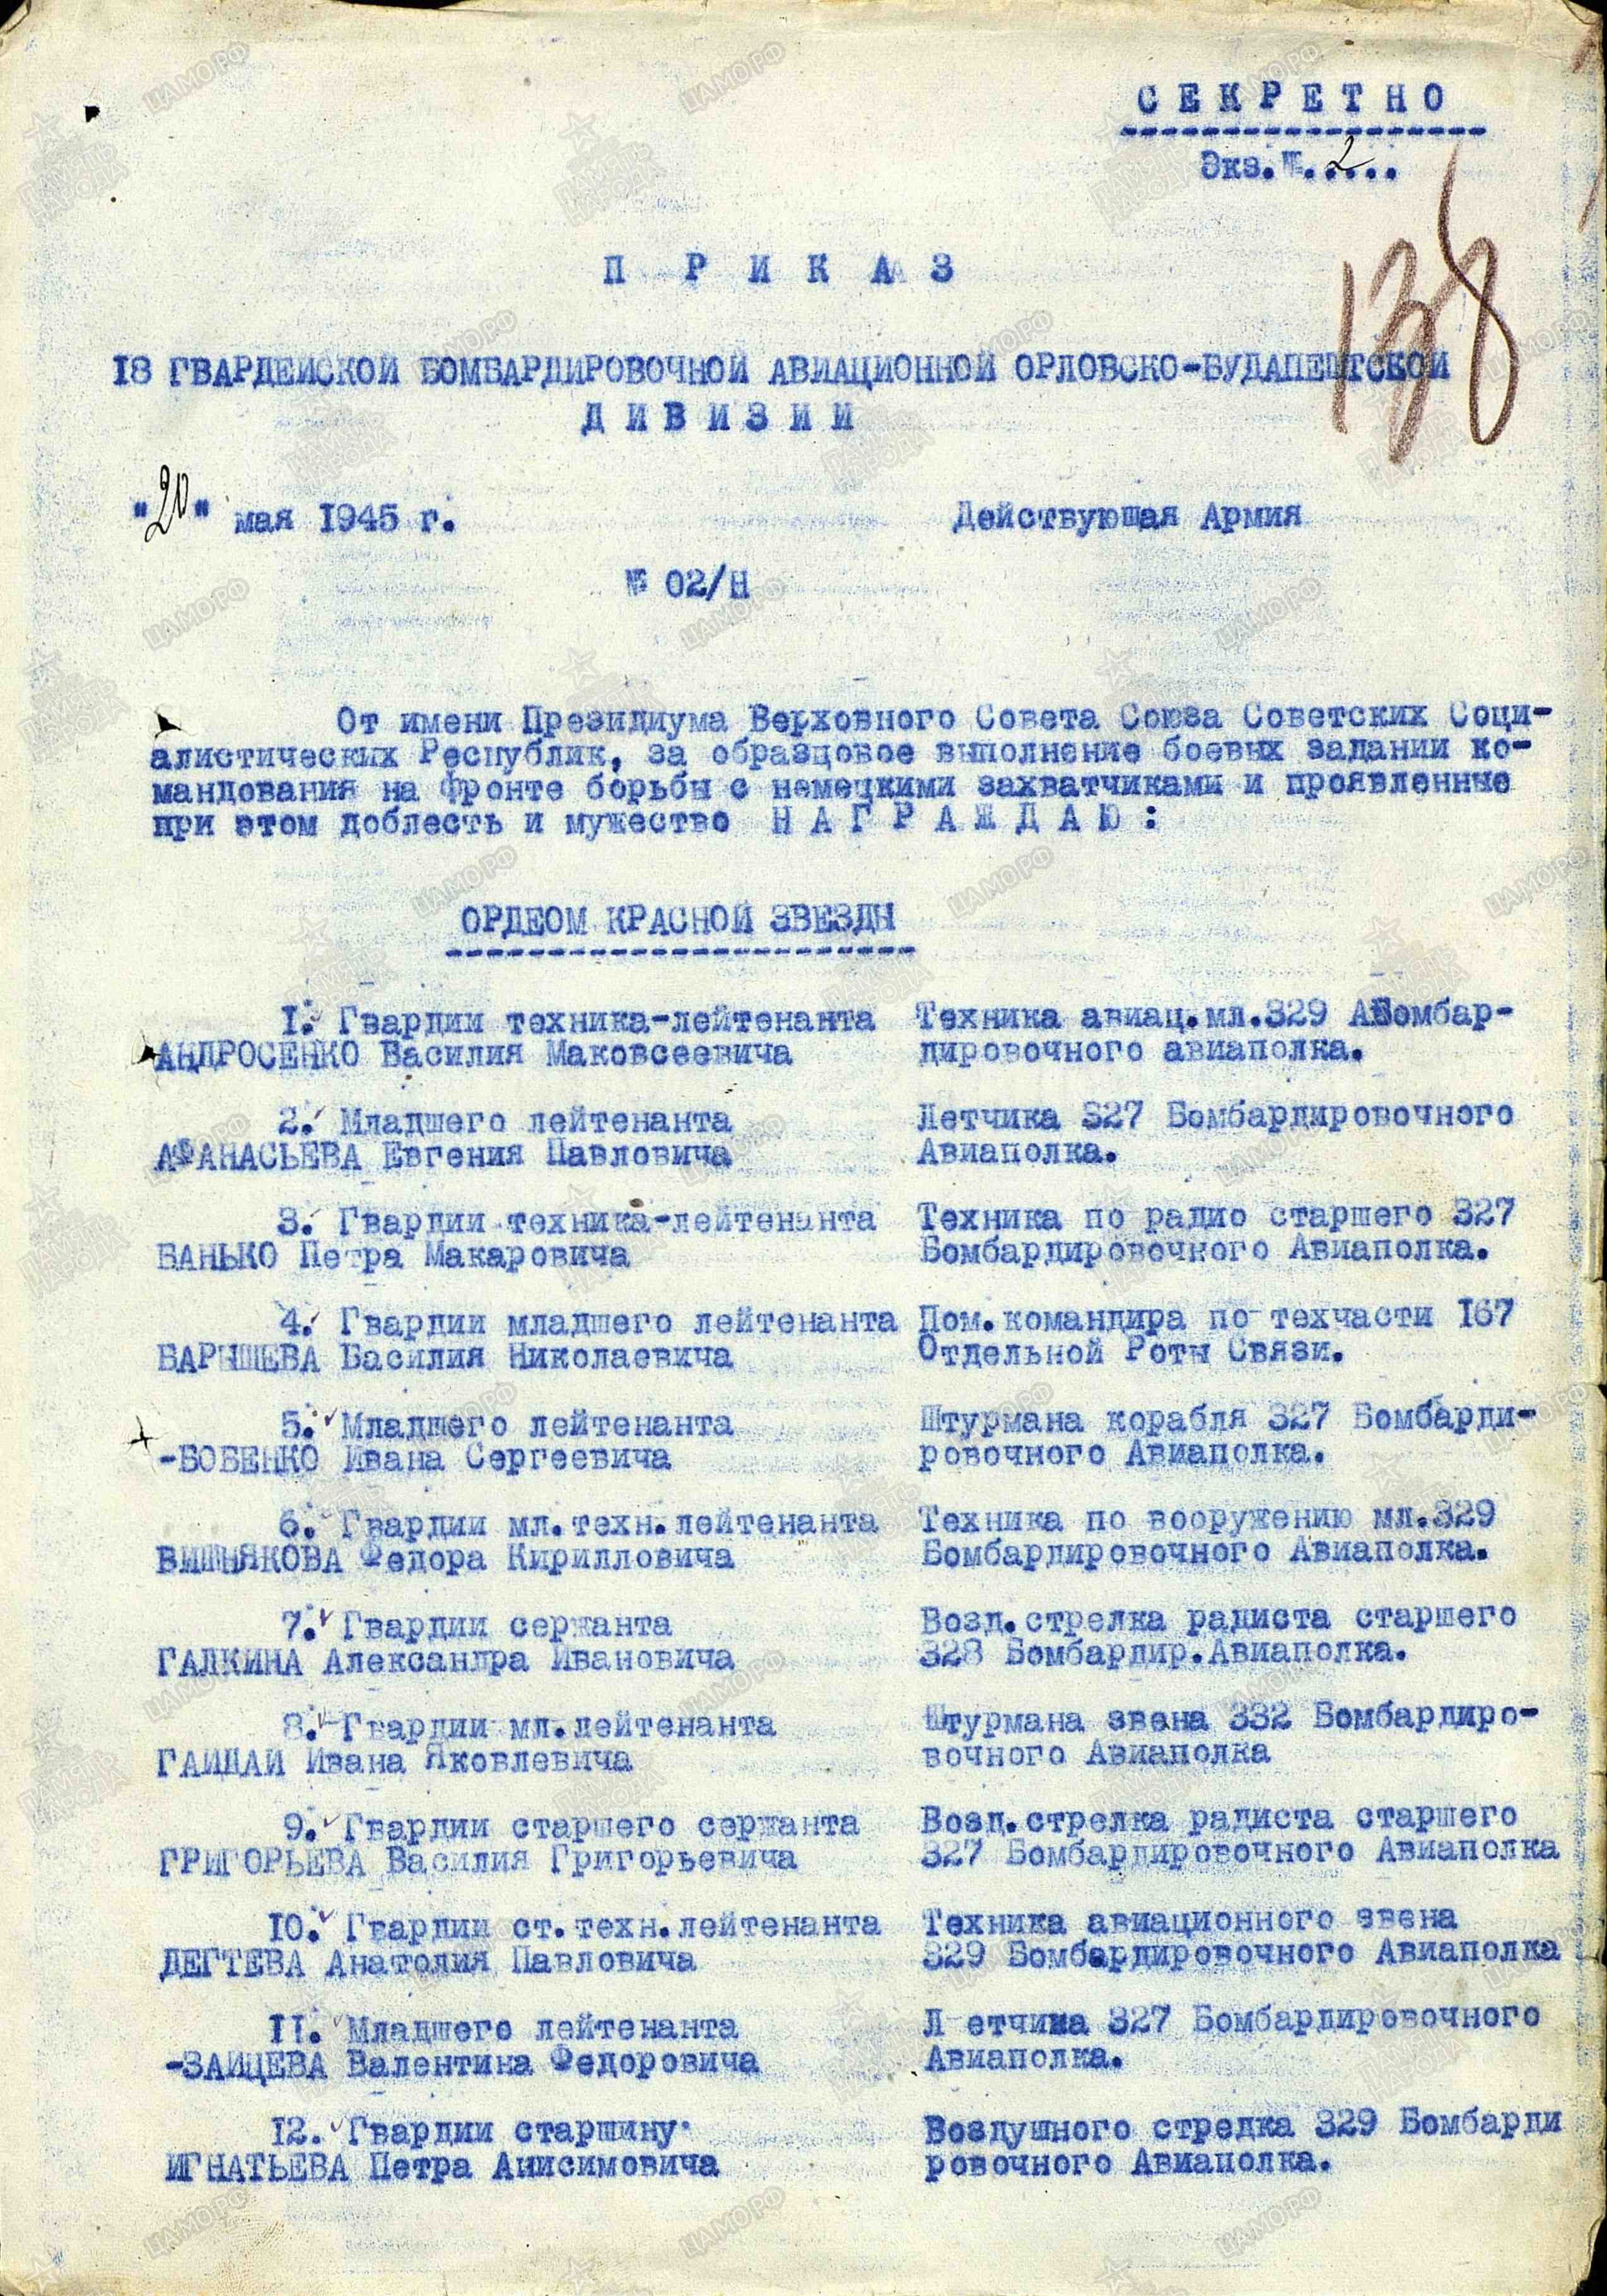 СЕКРЕТНО
Экз.№.2....
138
ПРИКАЗ
18 ГВАРДЕЙСКОЙ БОМБАРДИРОВОЧНОЙ АВИАЦИОННОЙ ОРЛОВСКО-БУДАПЕШТСКОЙ
ДИВИЗИИ
"20" мая 1945 г. Действующая Армия
№ 02/Н
От имени Президиума Верховного Совета Союза Советских Соци-
алистических Республик, за образцовое выполнение боевых задании ко-
мандования на фронте борьбы с немецкими захватчиками и проявленные
при этом доблесть и мужество НАГРАЖДАЮ:
ОРДЕОМ КРАСНОЙ ЗВЕЗДЫ
1. Гвардии техника-лейтенанта Техника авиац.мл.329 АБомбар-
АНДРОСЕНКО Василия Маковсеевича дировочного авиаполка.
2. Младшего лейтенанта Летчика 327 Бомбардировочного
АФАНАСЬЕВА Евгения Павловича Авиаполка.
3. Гвардии техника-лейтенанта Техника по радио старшего 327
ВАНЬКО Петра Макаровича Бомбардировочного Авиаполка.
4. Гвардии младшего лейтенанта Пом.командира по техчасти 167
БАРЫШЕВА Василия Николаевича Отдельной Роты Связи.
5. Младшего лейтенанта Штурмана корабля 327 Бомбарди-
-БОБЕНКО Ивана Сергеевича ровочного Авиаполка.
6. Гвардии мл.техн.лейтенанта Техника по вооружению мл.329
ВИШНЯКОВА Федора Кирилловича Бомбардировочного Авиаполка.
7. Гвардии сержанта Возд.стрелка радиста старшего
ГАЛКИНА Александра Ивановича 328 Бомбардир.Авиаполка.
8. Гвардии мл.лейтенанта Штурмана звена 332 Бомбардиро-
ГАЙДАЙ Ивана Яковлевича вочного Авиаполка
9. Гвардии старшего сержанта Возд.стрелка радиста старшего
ГРИГОРЬЕВА Василия Григорьевича 327 Бомбардировочного Авиаполка
10. Гвардии ст.техн.лейтенанта Техника авиационного звена
ДЕГТЕВА Анатолия Павловича 329 Бомбардировочного Авиаполка
11. Младшего лейтенанта Л етчика 327 Бомбардировочного
-ЗАЙЦЕВА Валентина Федоровича Авиаполка.
12. Гвардии старшину Воздушного стрелка 329 Бомбарди
ИГНАТЬЕВА Петра Анисимовича ровочного Авиаполка.